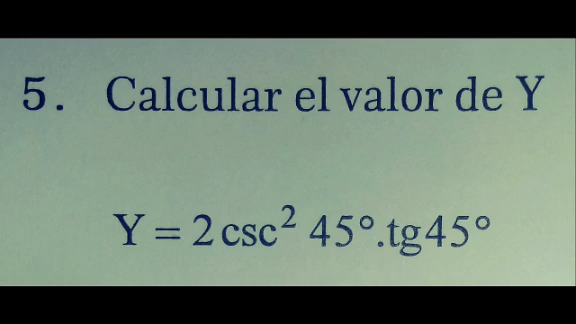 5. Calcular el valor de Y
Y = 2 csc² 45°.tg45°